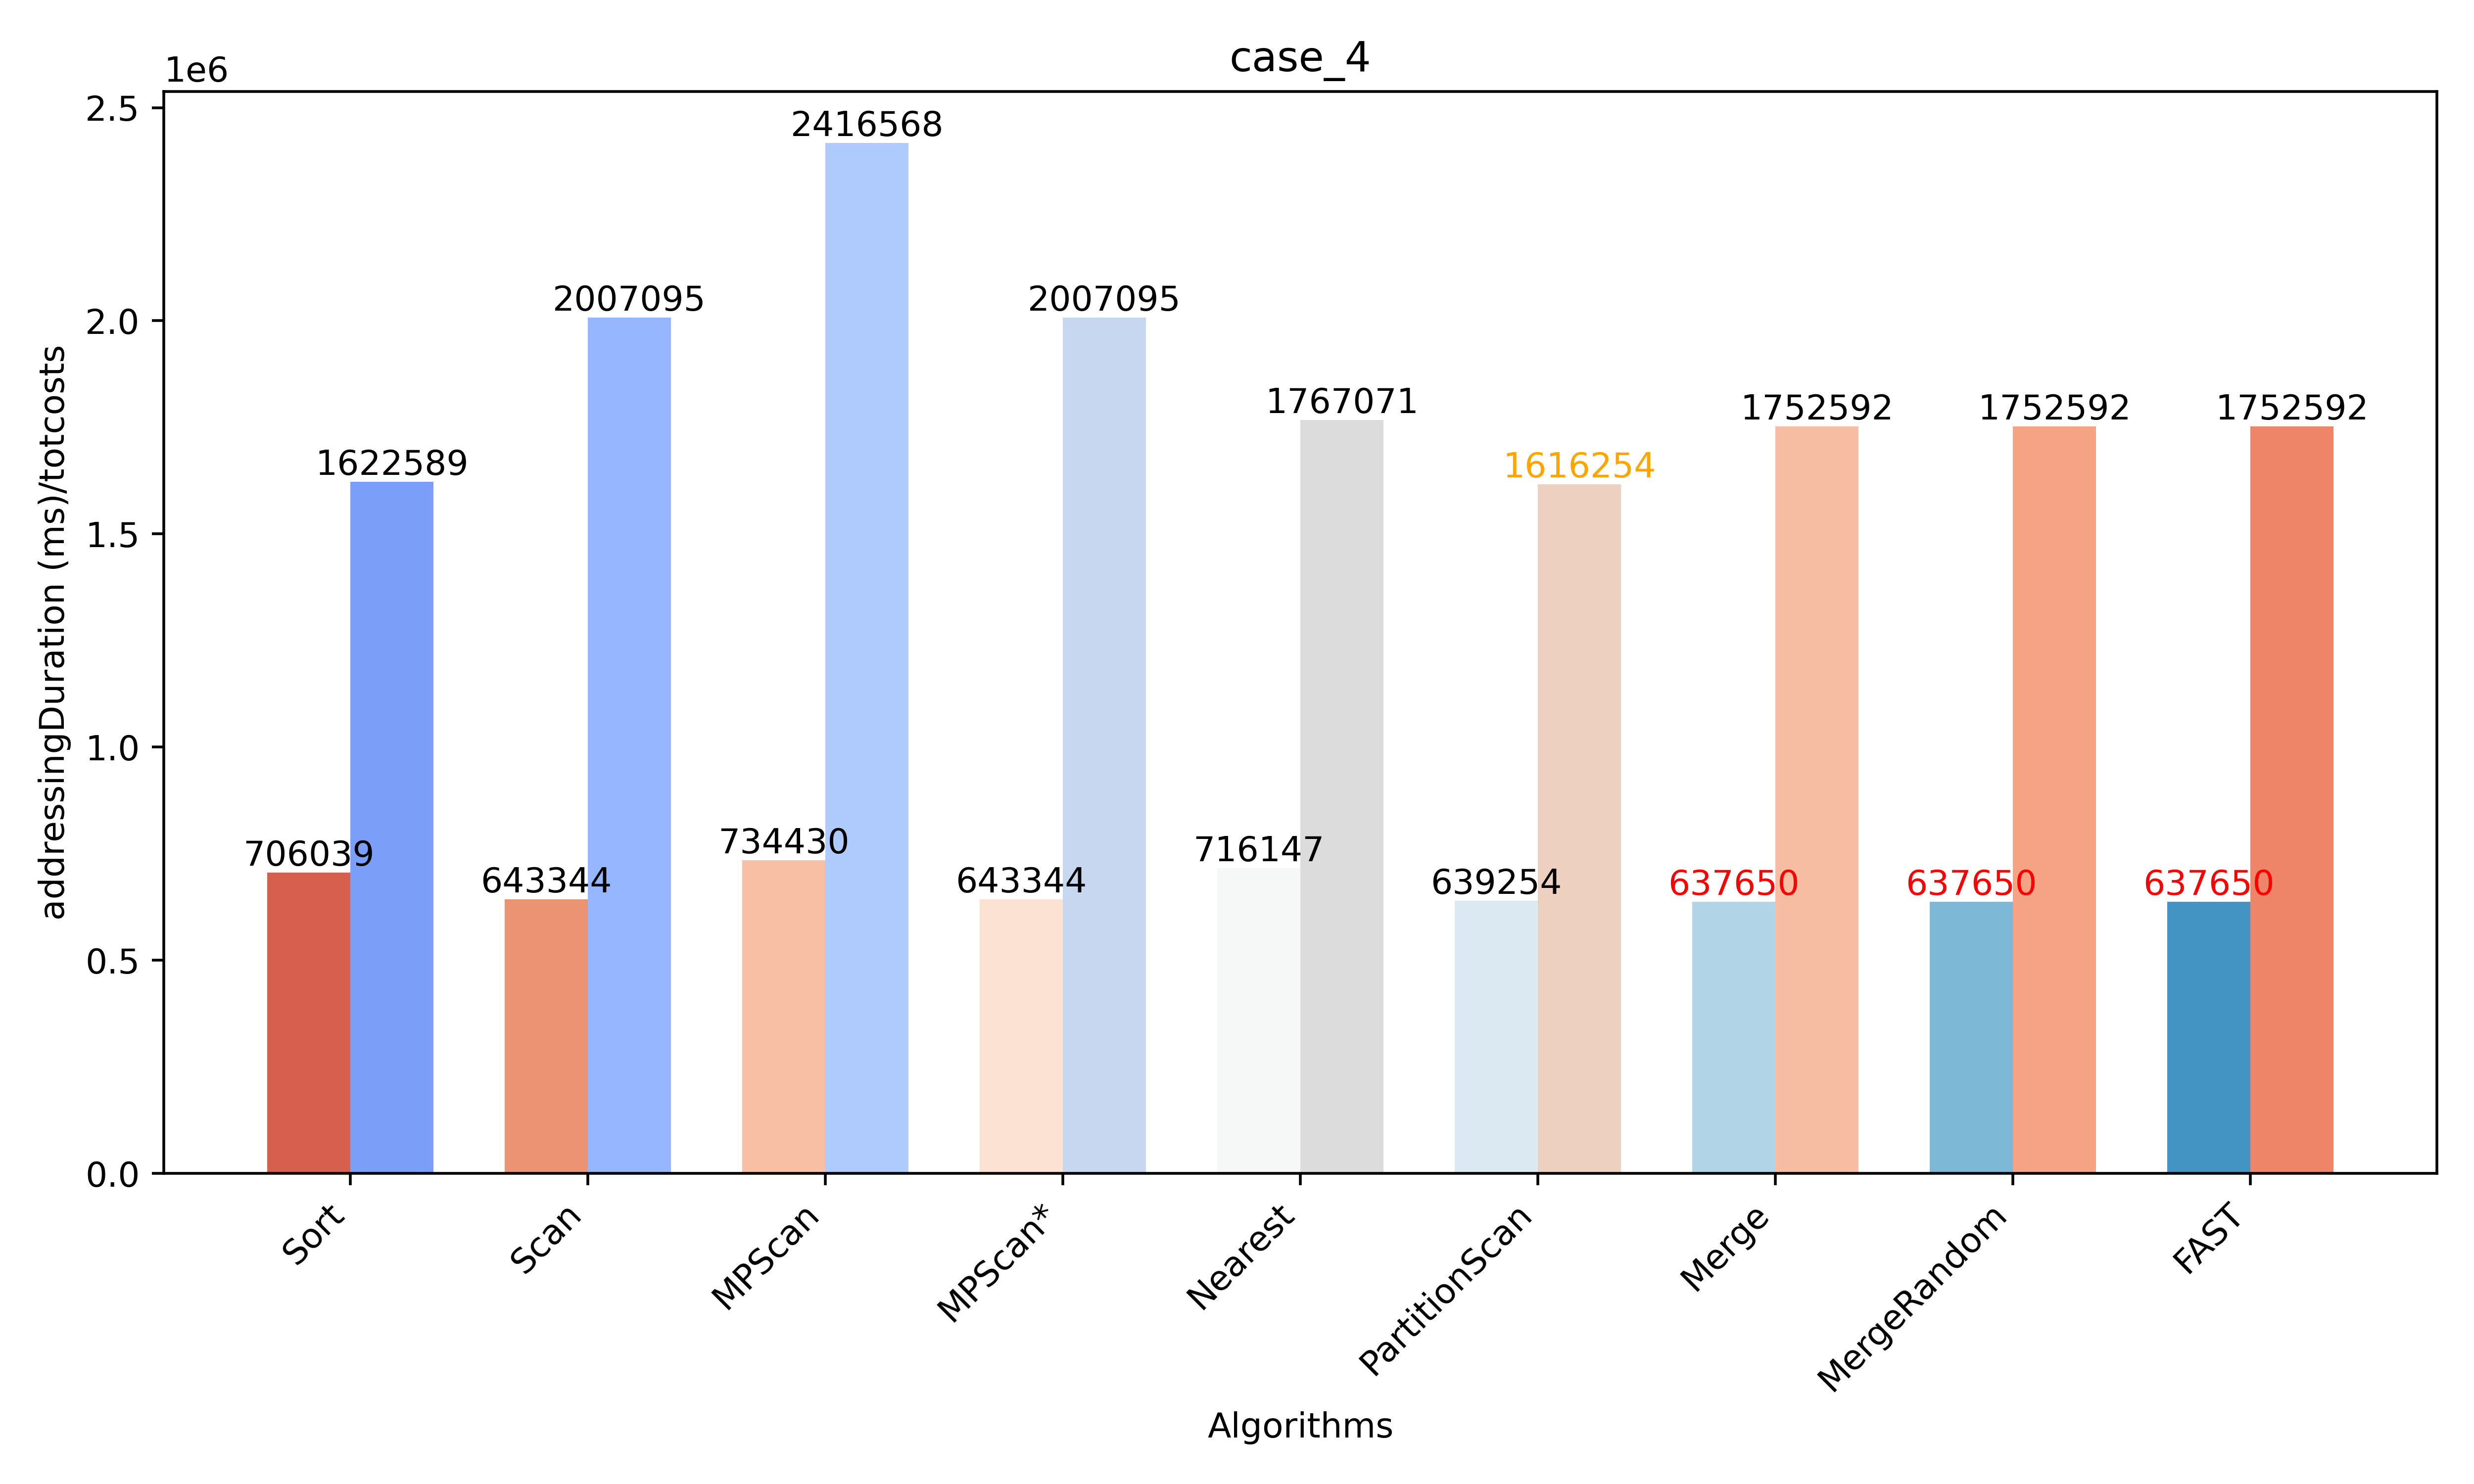 case_4
1e6
2.5
2.0
1.5
1.0
0.5
0.0
addressingDuration (ms)/totcosts
706039
1622589
643344
2007095
734430
2416568
643344
2007095
716147
1767071
639254
1616254
637650
1752592
637650
1752592
637650
1752592
Sort
Scan
MPScan
MPScan*
Nearest
PartitionScan
Merge
MergeRandom
FAST
Algorithms